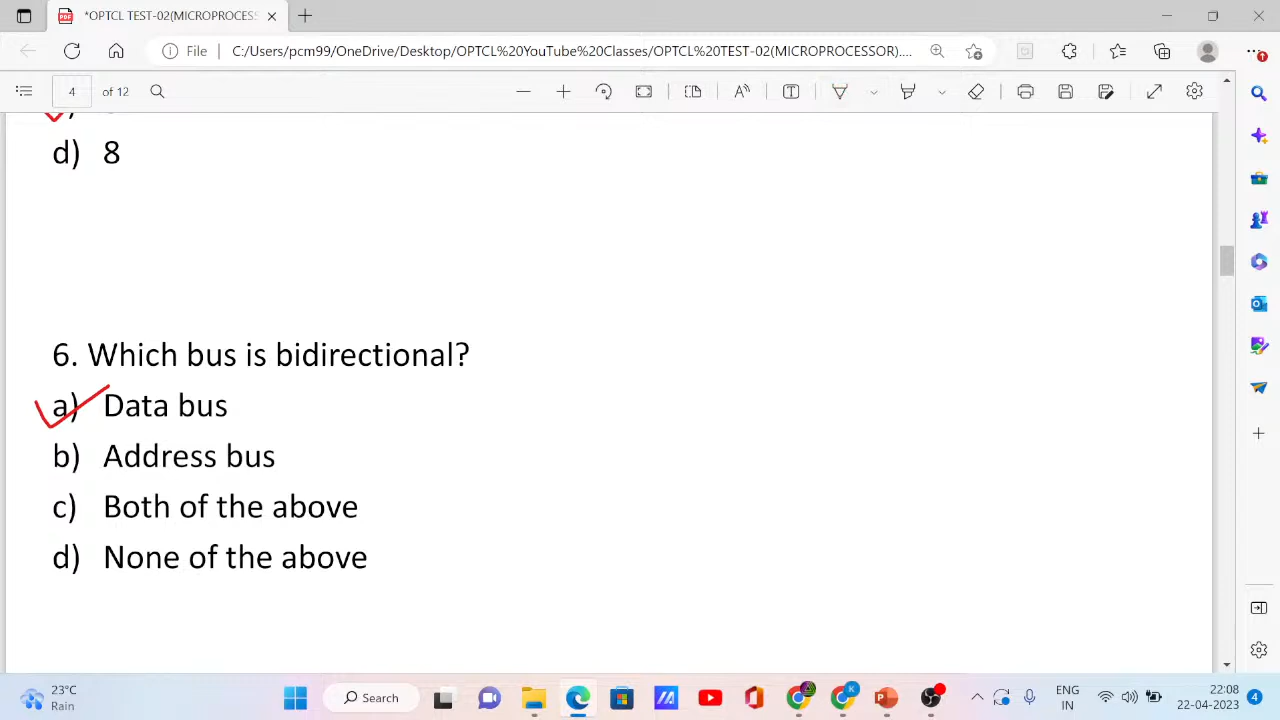 *OPTCL TEST-02(MICROPROCESS
File C:/Users/pcm99/OneDrive/Desktop/OPTCL%20YouTube%20Classes/OPTCL%20TEST-02(MICROPROCESSOR)....
4 of 12
d) 8
6. Which bus is bidirectional?
a) Data bus
b) Address bus
c) Both of the above
d) None of the above
23°C
Rain
Search
ENG
IN
22:08
22-04-2023
4